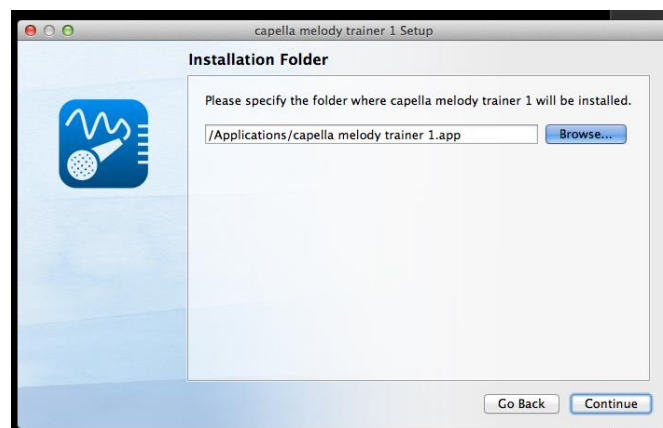 capella melody trainer 1 Setup
Installation Folder
Please specify the folder where capella melody trainer 1 will be installed.
/Applications/capella melody trainer 1.app
Browse...
Go Back
Continue